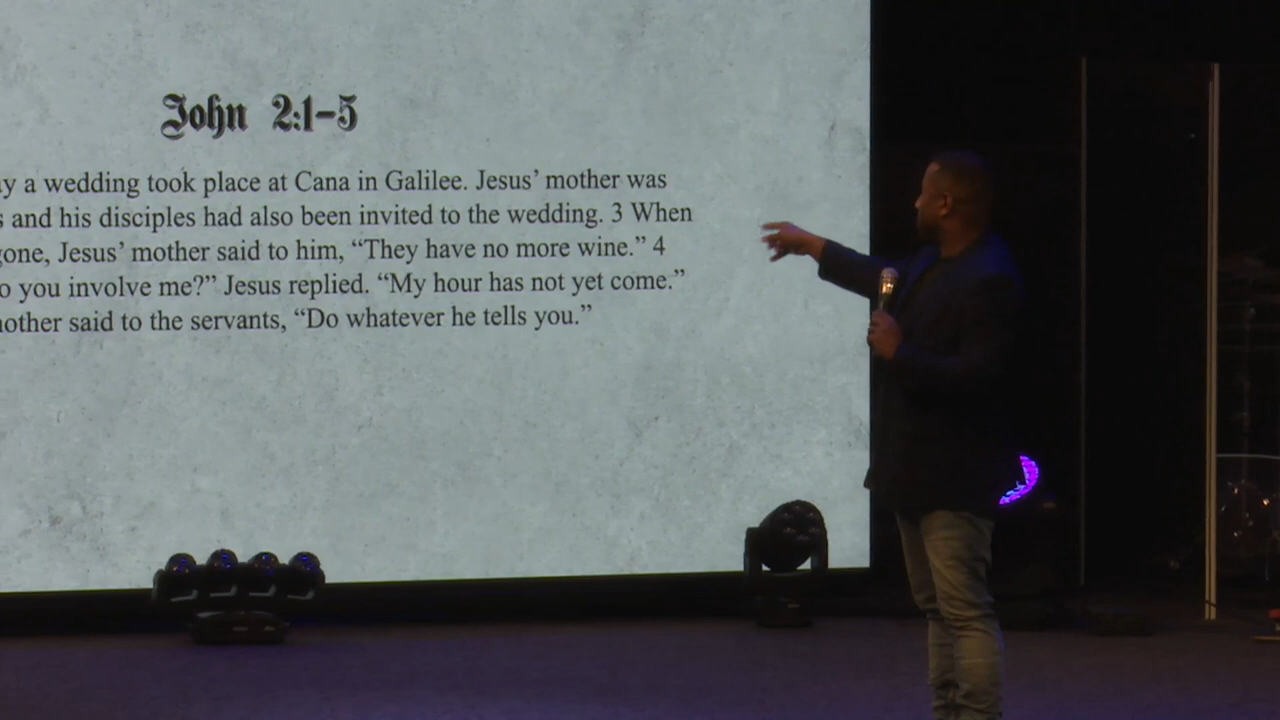 John 2:1-5
a wedding took place at Cana in Galilee. Jesus’ mother was
and his disciples had also been invited to the wedding. 3 When
gone, Jesus’ mother said to him, “They have no more wine.” 4
you involve me?” Jesus replied. “My hour has not yet come.”
mother said to the servants, “Do whatever he tells you.”